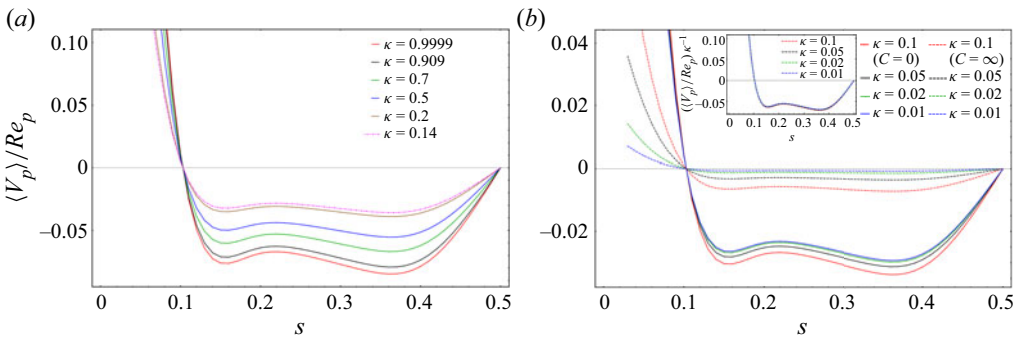 (a)
0.10
0.05
0
−0.05
⟨V_p⟩/Re_p
0 0.1 0.2 0.3 0.4 0.5
s
κ = 0.9999
κ = 0.909
κ = 0.7
κ = 0.5
κ = 0.2
κ = 0.14
(b)
0.04
0.02
0
−0.02
0 0.1 0.2 0.3 0.4 0.5
s
(⟨V_p⟩/Re_p) κ⁻¹
0.10
0.05
0
−0.05
0 0.1 0.2 0.3 0.4 0.5
s
κ = 0.1
κ = 0.05
κ = 0.02
κ = 0.01
κ = 0.1 κ = 0.1
(C = 0) (C = ∞)
κ = 0.05 κ = 0.05
κ = 0.02 κ = 0.02
κ = 0.01 κ = 0.01